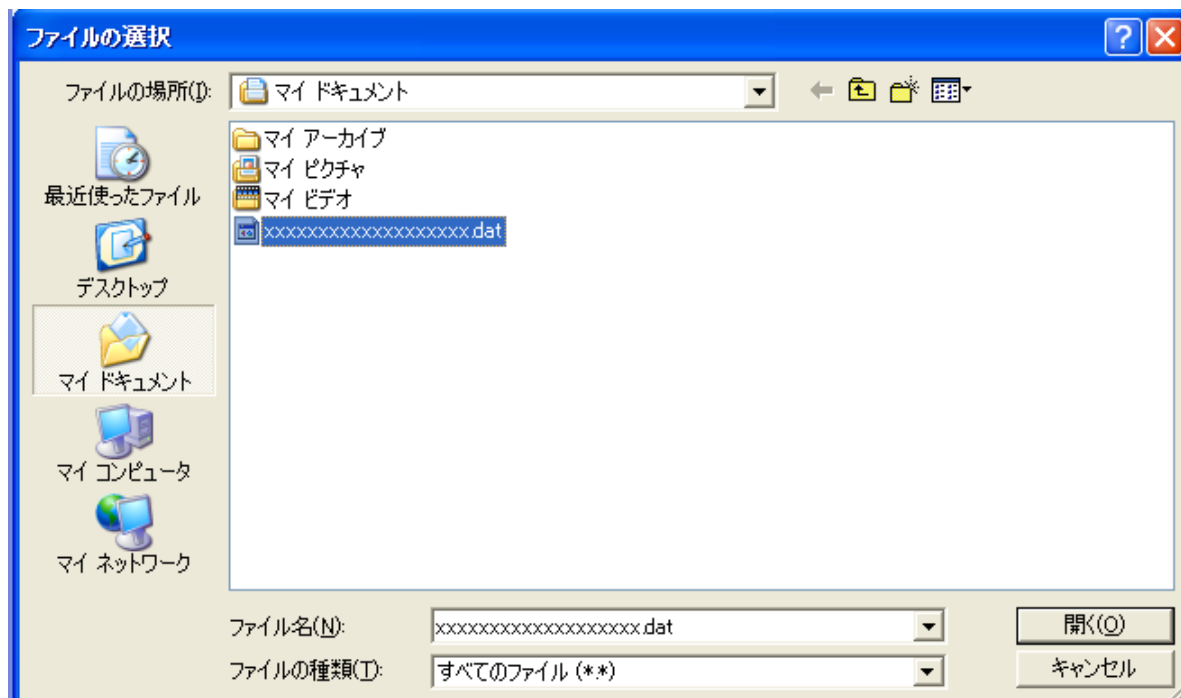 ファイルの選択
ファイルの場所(I):
マイ ドキュメント
マイ アーカイブ
マイ ピクチャ
マイ ビデオ
xxxxxxxxxxxxxxxxxxx.dat
最近使ったファイル
デスクトップ
マイ ドキュメント
マイ コンピュータ
マイ ネットワーク
ファイル名(N):
xxxxxxxxxxxxxxxxxxx.dat
開く(O)
ファイルの種類(T):
すべてのファイル (*.*)
キャンセル